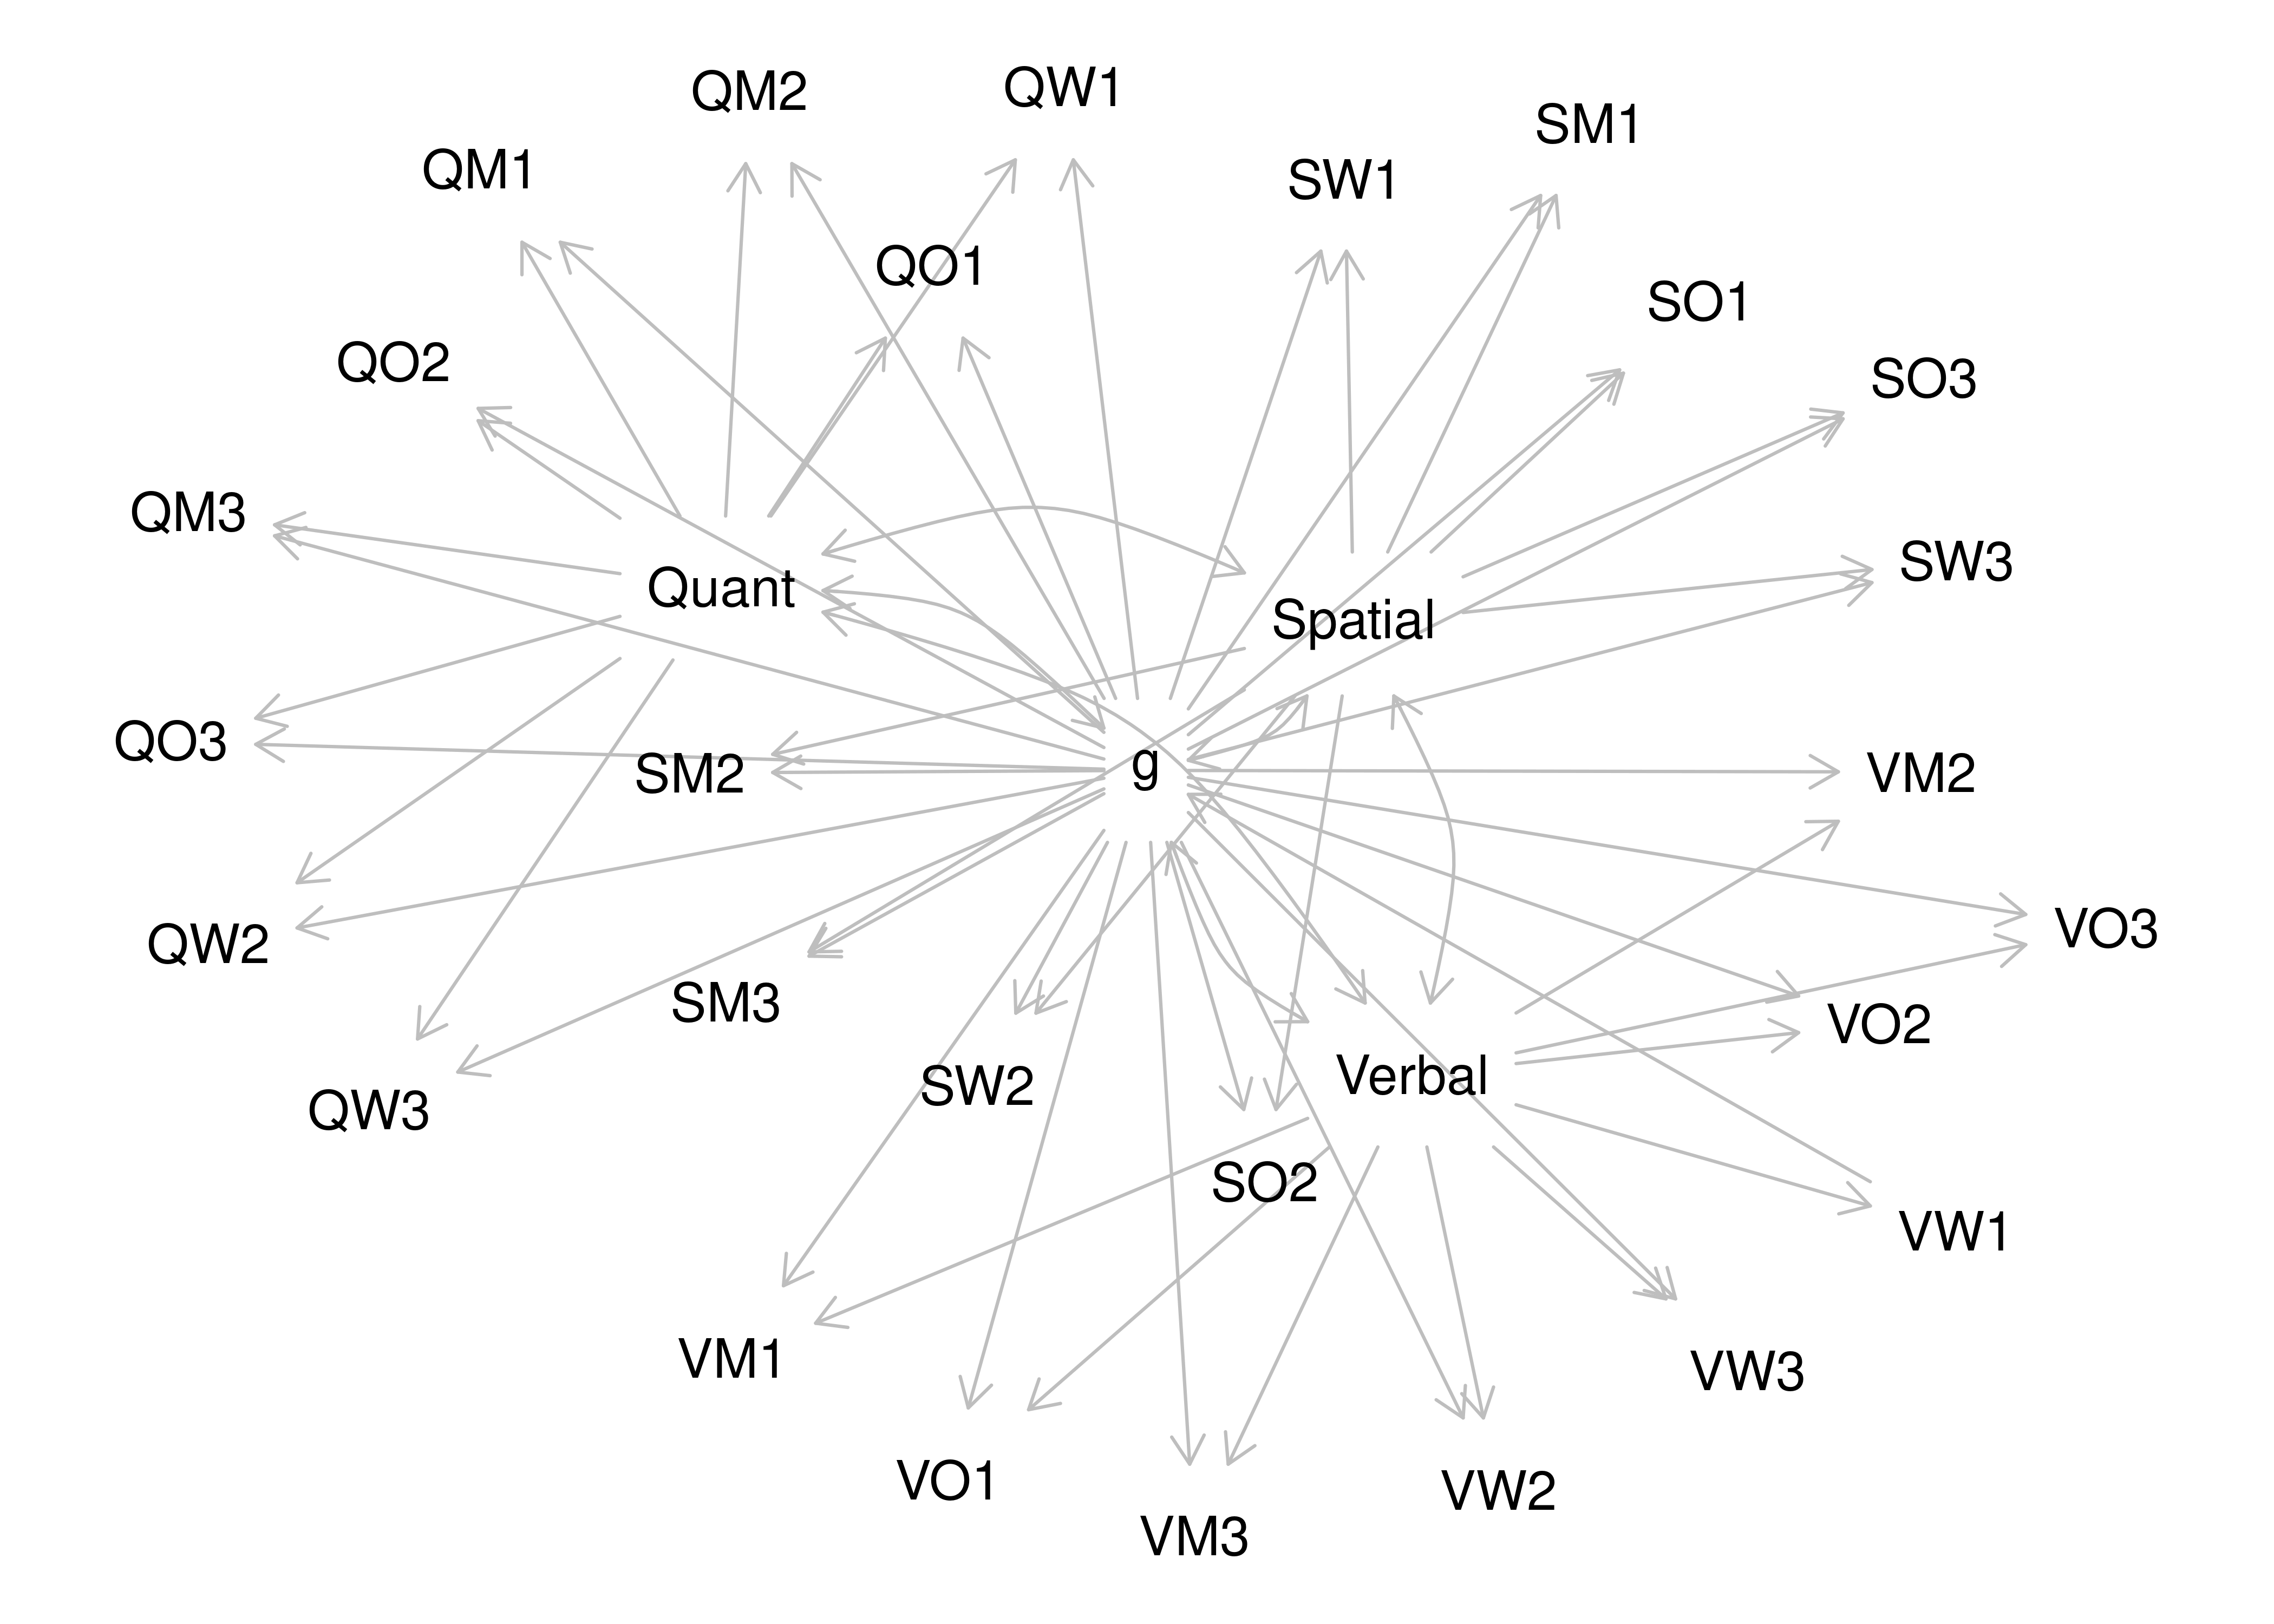 QM2
QW1
SM1
QM1
SW1
QO1
SO1
QO2
SO3
QM3
SW3
Quant
Spatial
QO3
SM2
g
VM2
QW2
VO3
SM3
VO2
SW2
Verbal
QW3
SO2
VW1
VM1
VW3
VO1
VW2
VM3